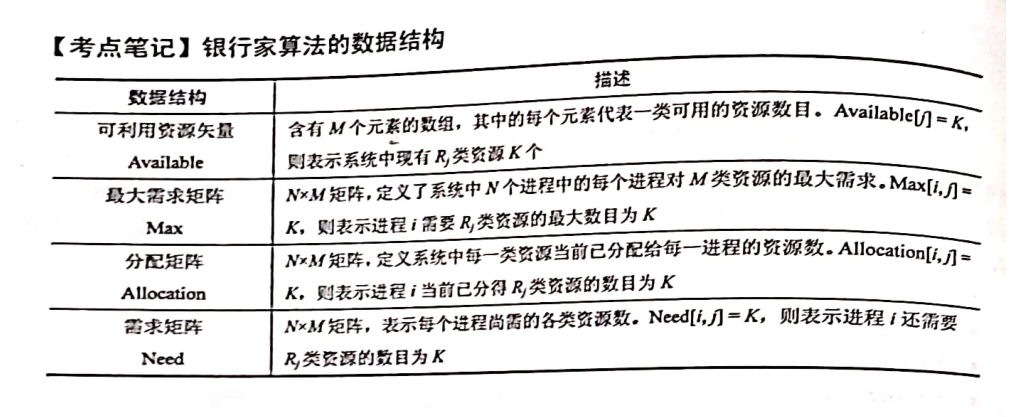 【考点笔记】银行家算法的数据结构
数据结构 描述
可利用资源矢量
Available
含有 M 个元素的数组，其中的每个元素代表一类可用的资源数目。Available[j] = K,
则表示系统中现有 Rj 类资源 K 个
最大需求矩阵
Max
N×M 矩阵，定义了系统中 N 个进程中的每个进程对 M 类资源的最大需求。Max[i, j] =
K，则表示进程 i 需要 Rj 类资源的最大数目为 K
分配矩阵
Allocation
N×M 矩阵，定义系统中每一类资源当前已分配给每一进程的资源数。Allocation[i, j] =
K，则表示进程 i 当前已分得 Rj 类资源的数目为 K
需求矩阵
Need
N×M 矩阵，表示每个进程尚需的各类资源数。Need[i, j] = K，则表示进程 i 还需要
Rj 类资源的数目为 K